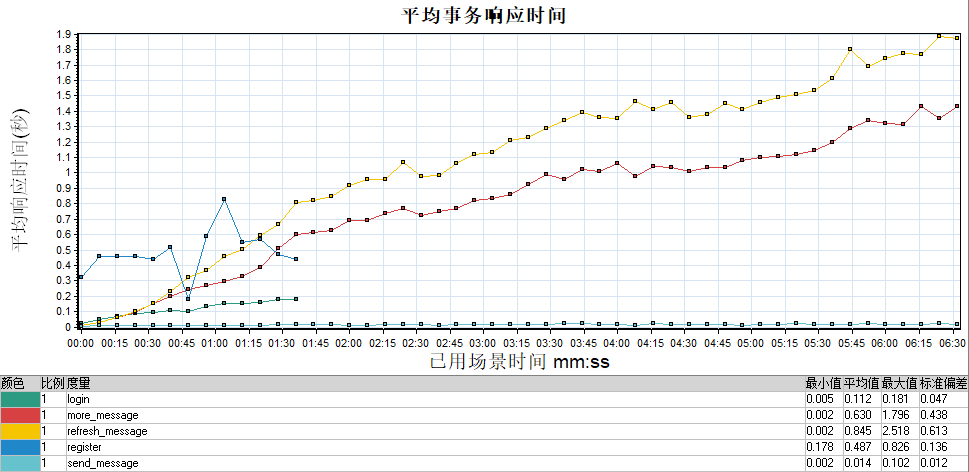 平均事务响应时间
平均响应时间(秒)
1.9
1.8
1.7
1.6
1.5
1.4
1.3
1.2
1.1
1
0.9
0.8
0.7
0.6
0.5
0.4
0.3
0.2
0.1
0
00:00 00:15 00:30 00:45 01:00 01:15 01:30 01:45 02:00 02:15 02:30 02:45 03:00 03:15 03:30 03:45 04:00 04:15 04:30 04:45 05:00 05:15 05:30 05:45 06:00 06:15 06:30
已用场景时间 mm:ss
颜色 比例 度量 最小值 平均值 最大值 标准偏差
1 login 0.005 0.112 0.181 0.047
1 more_message 0.002 0.630 1.796 0.438
1 refresh_message 0.002 0.845 2.518 0.613
1 register 0.178 0.487 0.826 0.136
1 send_message 0.002 0.014 0.102 0.012